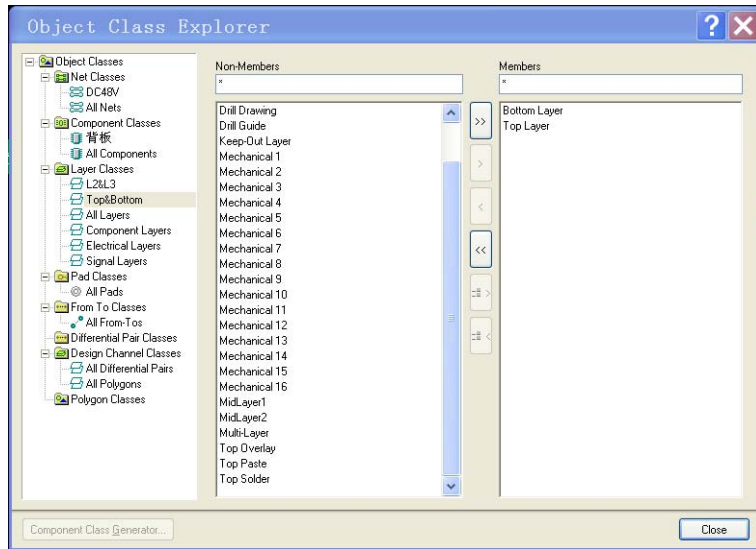 Object Class Explorer
Object Classes
Net Classes
DC48V
All Nets
Component Classes
背板
All Components
Layer Classes
L2&L3
Top&Bottom
All Layers
Component Layers
Electrical Layers
Signal Layers
Pad Classes
All Pads
From To Classes
All From-Tos
Differential Pair Classes
Design Channel Classes
All Differential Pairs
All Polygons
Polygon Classes
Non-Members
*
Drill Drawing
Drill Guide
Keep-Out Layer
Mechanical 1
Mechanical 2
Mechanical 3
Mechanical 4
Mechanical 5
Mechanical 6
Mechanical 7
Mechanical 8
Mechanical 9
Mechanical 10
Mechanical 11
Mechanical 12
Mechanical 13
Mechanical 14
Mechanical 15
Mechanical 16
MidLayer1
MidLayer2
Multi-Layer
Top Overlay
Top Paste
Top Solder
>>
>
<
<<
Members
*
Bottom Layer
Top Layer
Component Class Generator...
Close